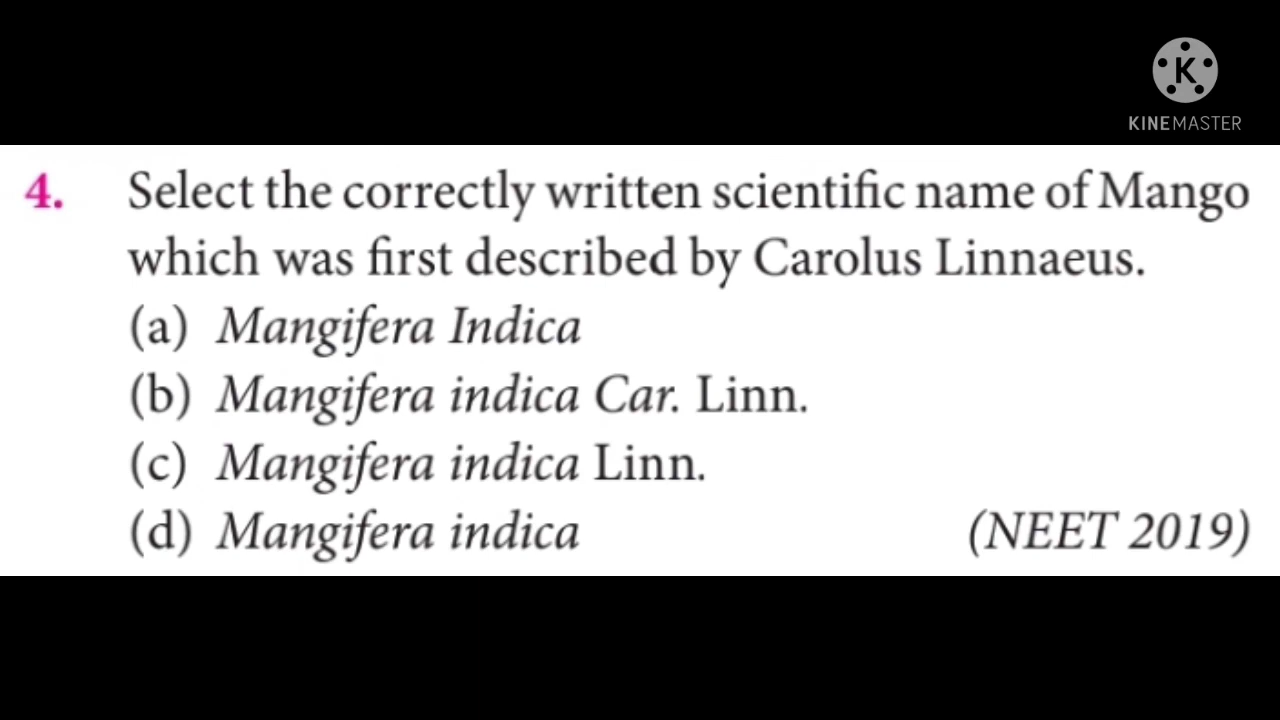 K
KINEMASTER
4. Select the correctly written scientific name of Mango
which was first described by Carolus Linnaeus.
(a) Mangifera Indica
(b) Mangifera indica Car. Linn.
(c) Mangifera indica Linn.
(d) Mangifera indica (NEET 2019)